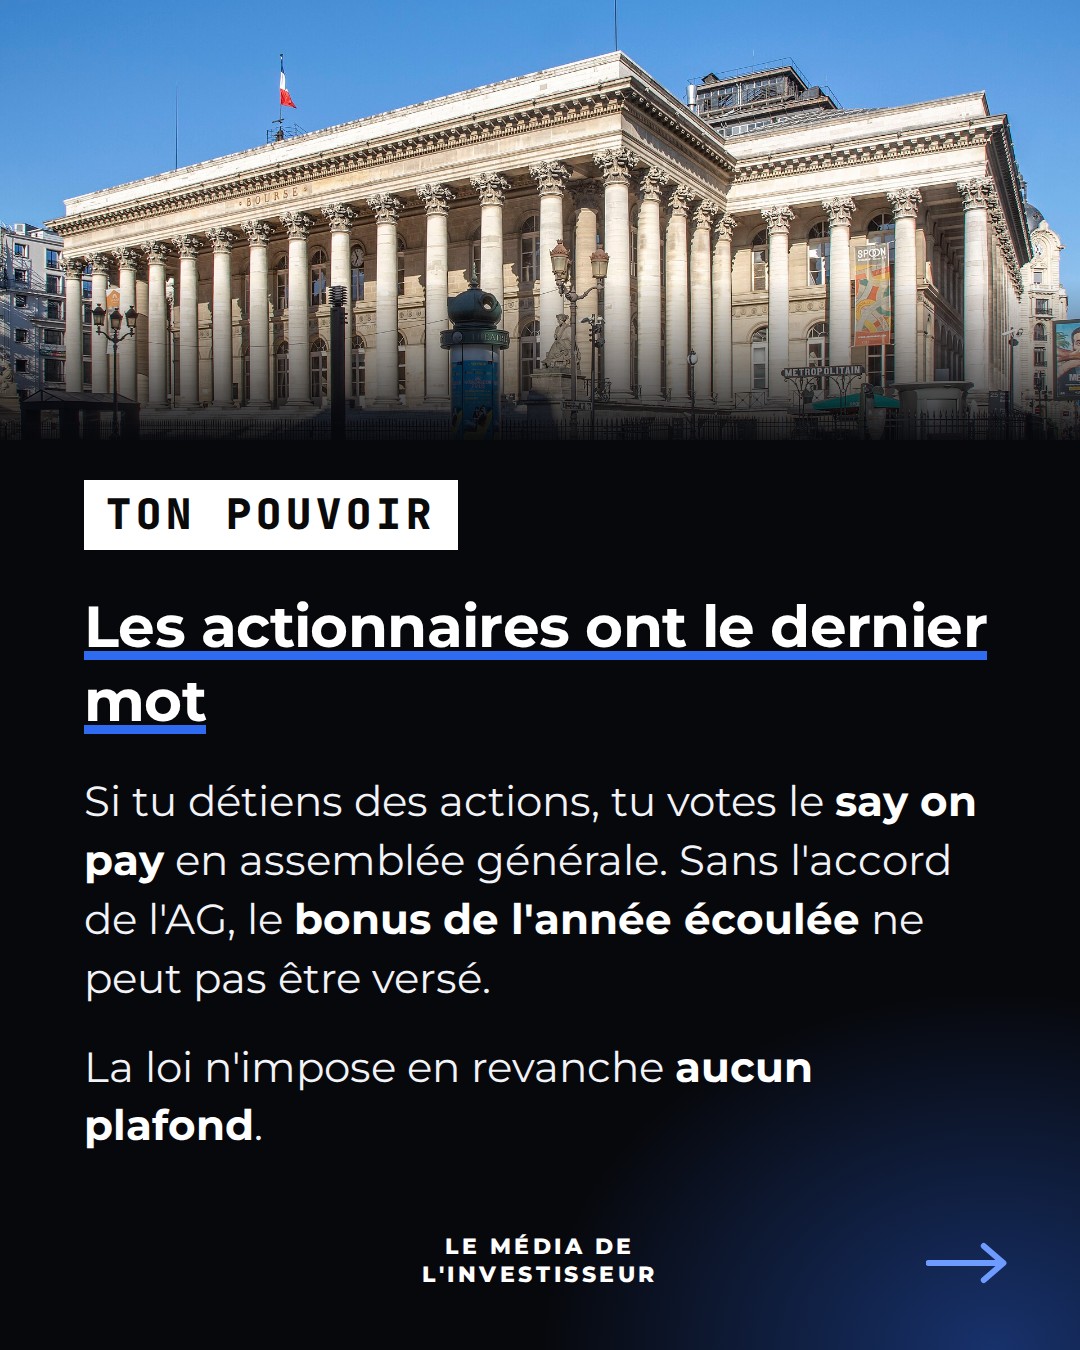 BOURSE
SPOON
METROPOLITAIN
TON POUVOIR
Les actionnaires ont le dernier
mot
Si tu détiens des actions, tu votes le say on
pay en assemblée générale. Sans l'accord
de l'AG, le bonus de l'année écoulée ne
peut pas être versé.
La loi n'impose en revanche aucun
plafond.
LE MÉDIA DE
L'INVESTISSEUR